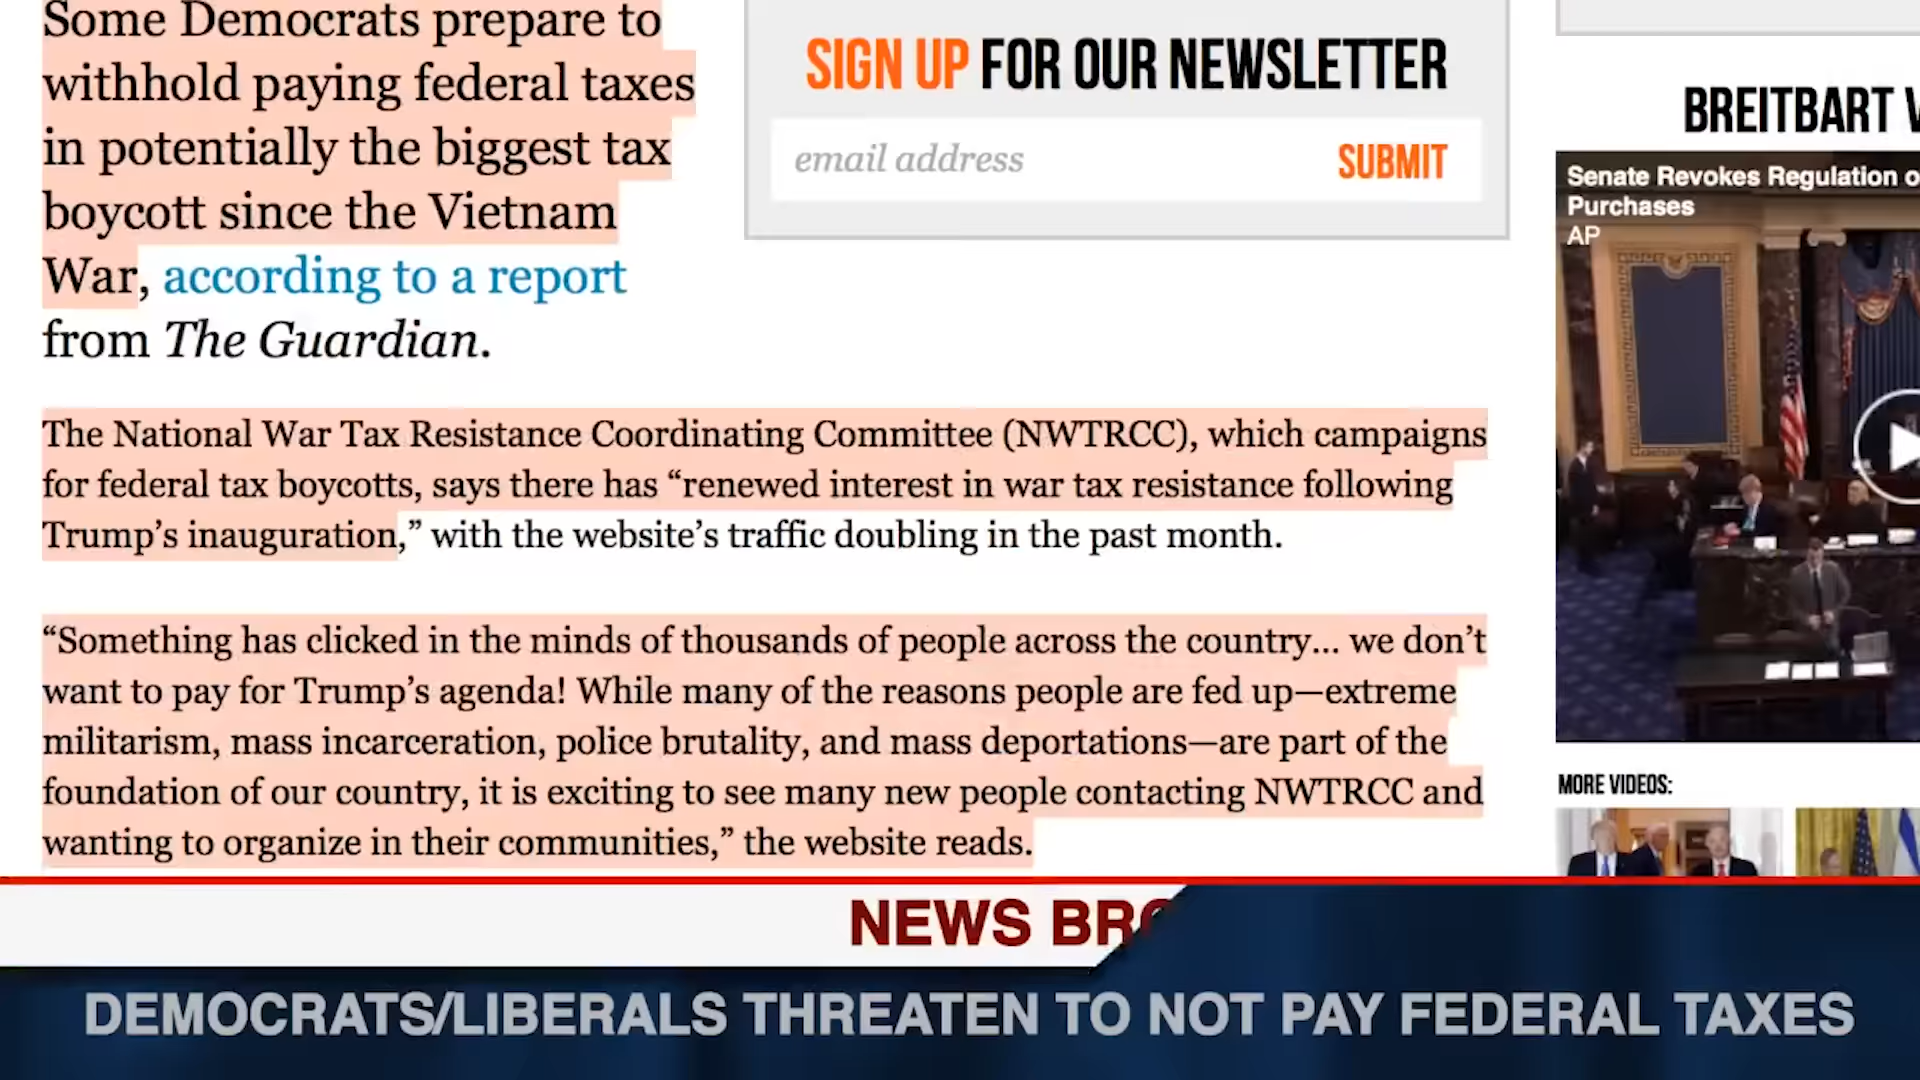 Some Democrats prepare to
withhold paying federal taxes
in potentially the biggest tax
boycott since the Vietnam
War, according to a report
from The Guardian.
The National War Tax Resistance Coordinating Committee (NWTRCC), which campaigns
for federal tax boycotts, says there has “renewed interest in war tax resistance following
Trump’s inauguration,” with the website’s traffic doubling in the past month.
“Something has clicked in the minds of thousands of people across the country… we don’t
want to pay for Trump’s agenda! While many of the reasons people are fed up—extreme
militarism, mass incarceration, police brutality, and mass deportations—are part of the
foundation of our country, it is exciting to see many new people contacting NWTRCC and
wanting to organize in their communities,” the website reads.
SIGN UP FOR OUR NEWSLETTER
email address SUBMIT
BREITBART
Senate Revokes Regulation
Purchases
AP
MORE VIDEOS:
NEWS
DEMOCRATS/LIBERALS THREATEN TO NOT PAY FEDERAL TAXES